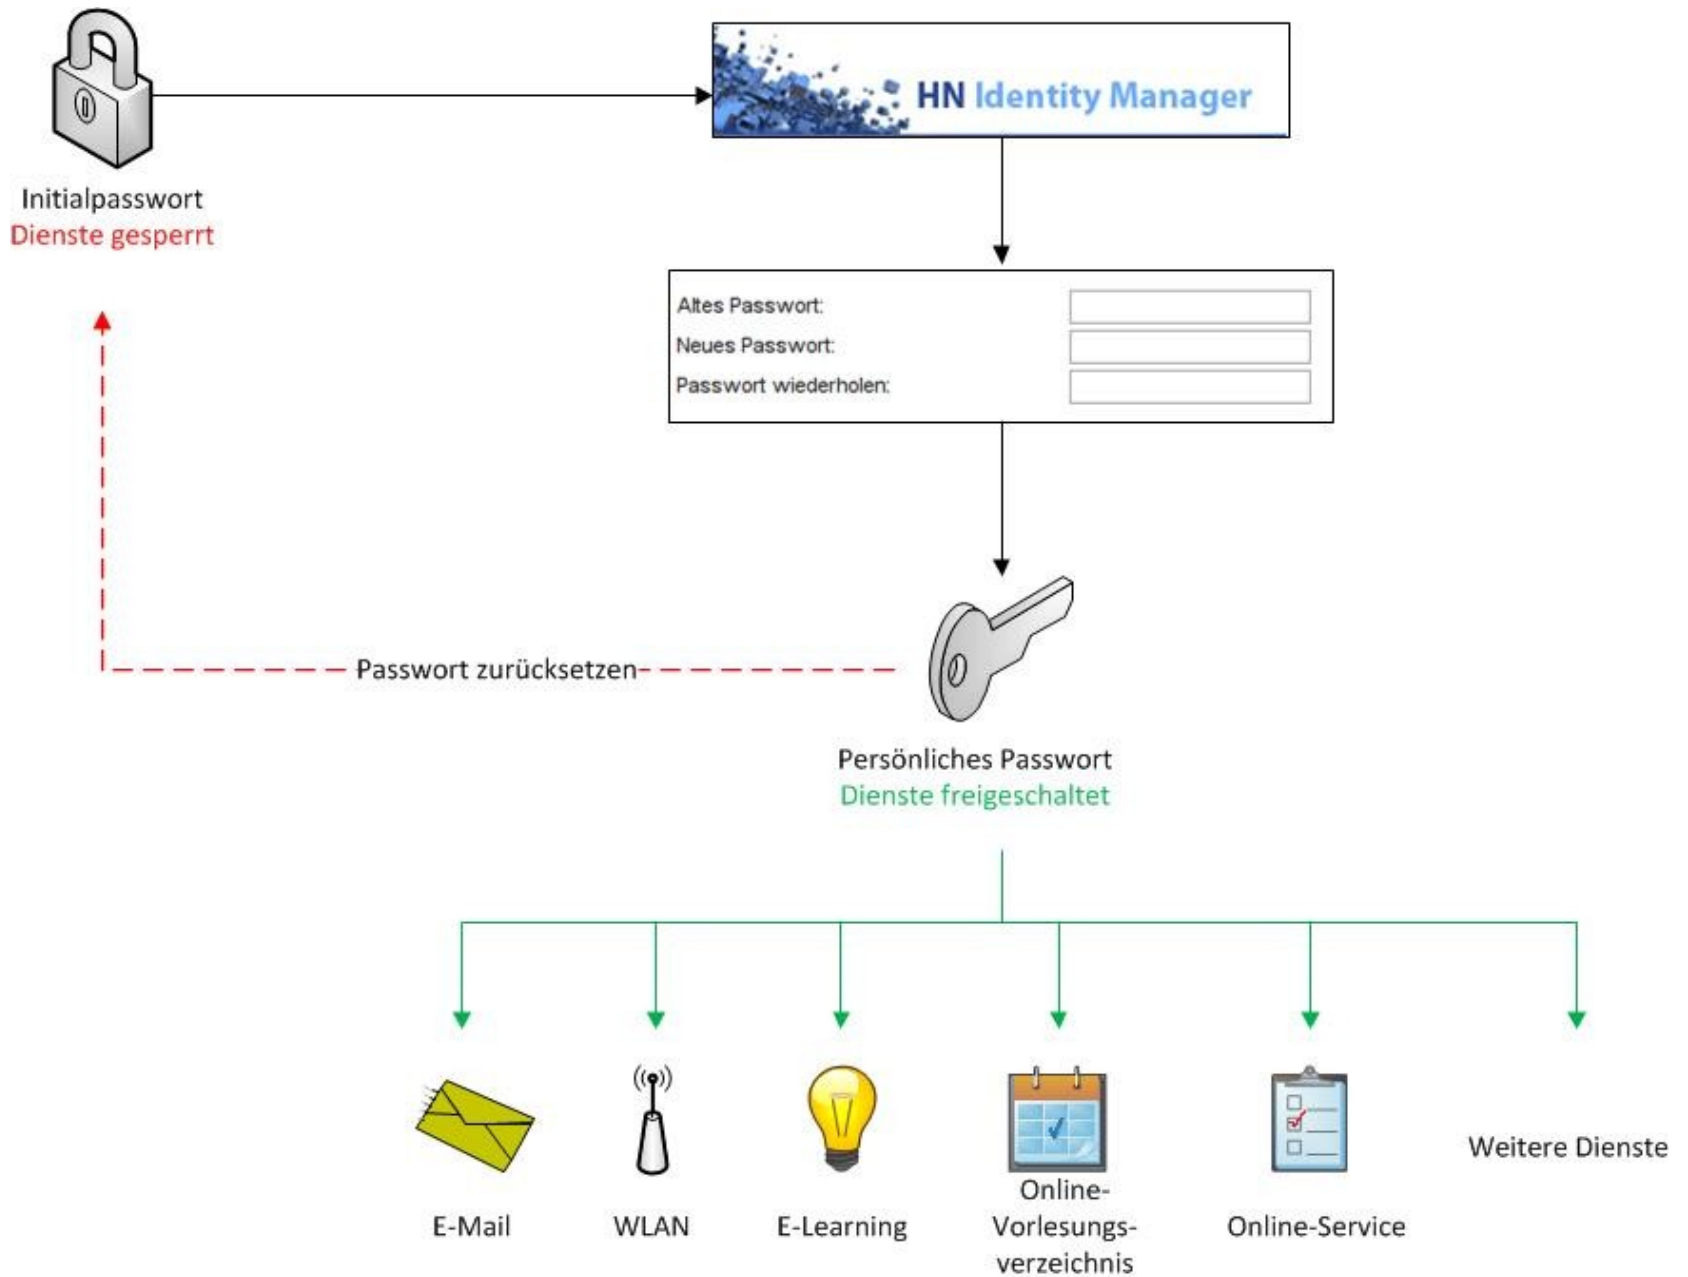 HN Identity Manager
Initialpasswort
Dienste gesperrt
Altes Passwort:
Neues Passwort:
Passwort wiederholen:
Passwort zurücksetzen
Persönliches Passwort
Dienste freigeschaltet
E-Mail
WLAN
E-Learning
Online-
Vorlesungs-
verzeichnis
Online-Service
Weitere Dienste